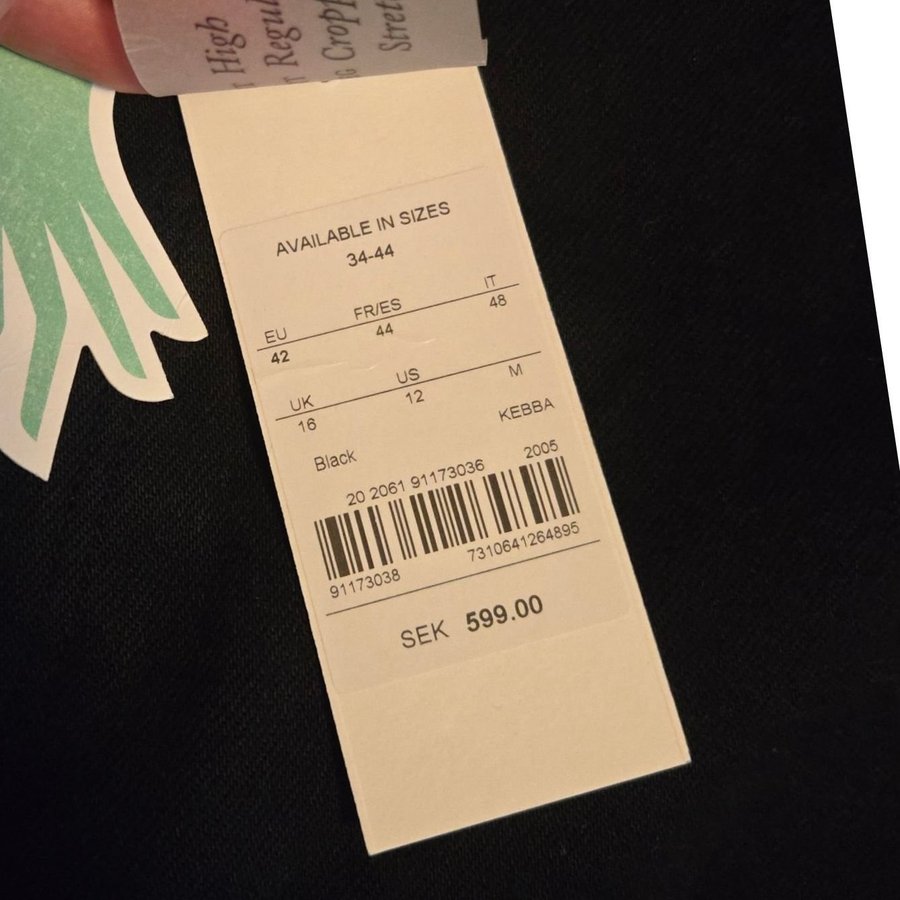 High
Regul
Cropp
Stret
AVAILABLE IN SIZES
34-44
EU FR/ES IT
42 44 48
UK US M
16 12
Black KEBBA
20 2061 91173036 2005
91173038 7310641264895
SEK 599.00